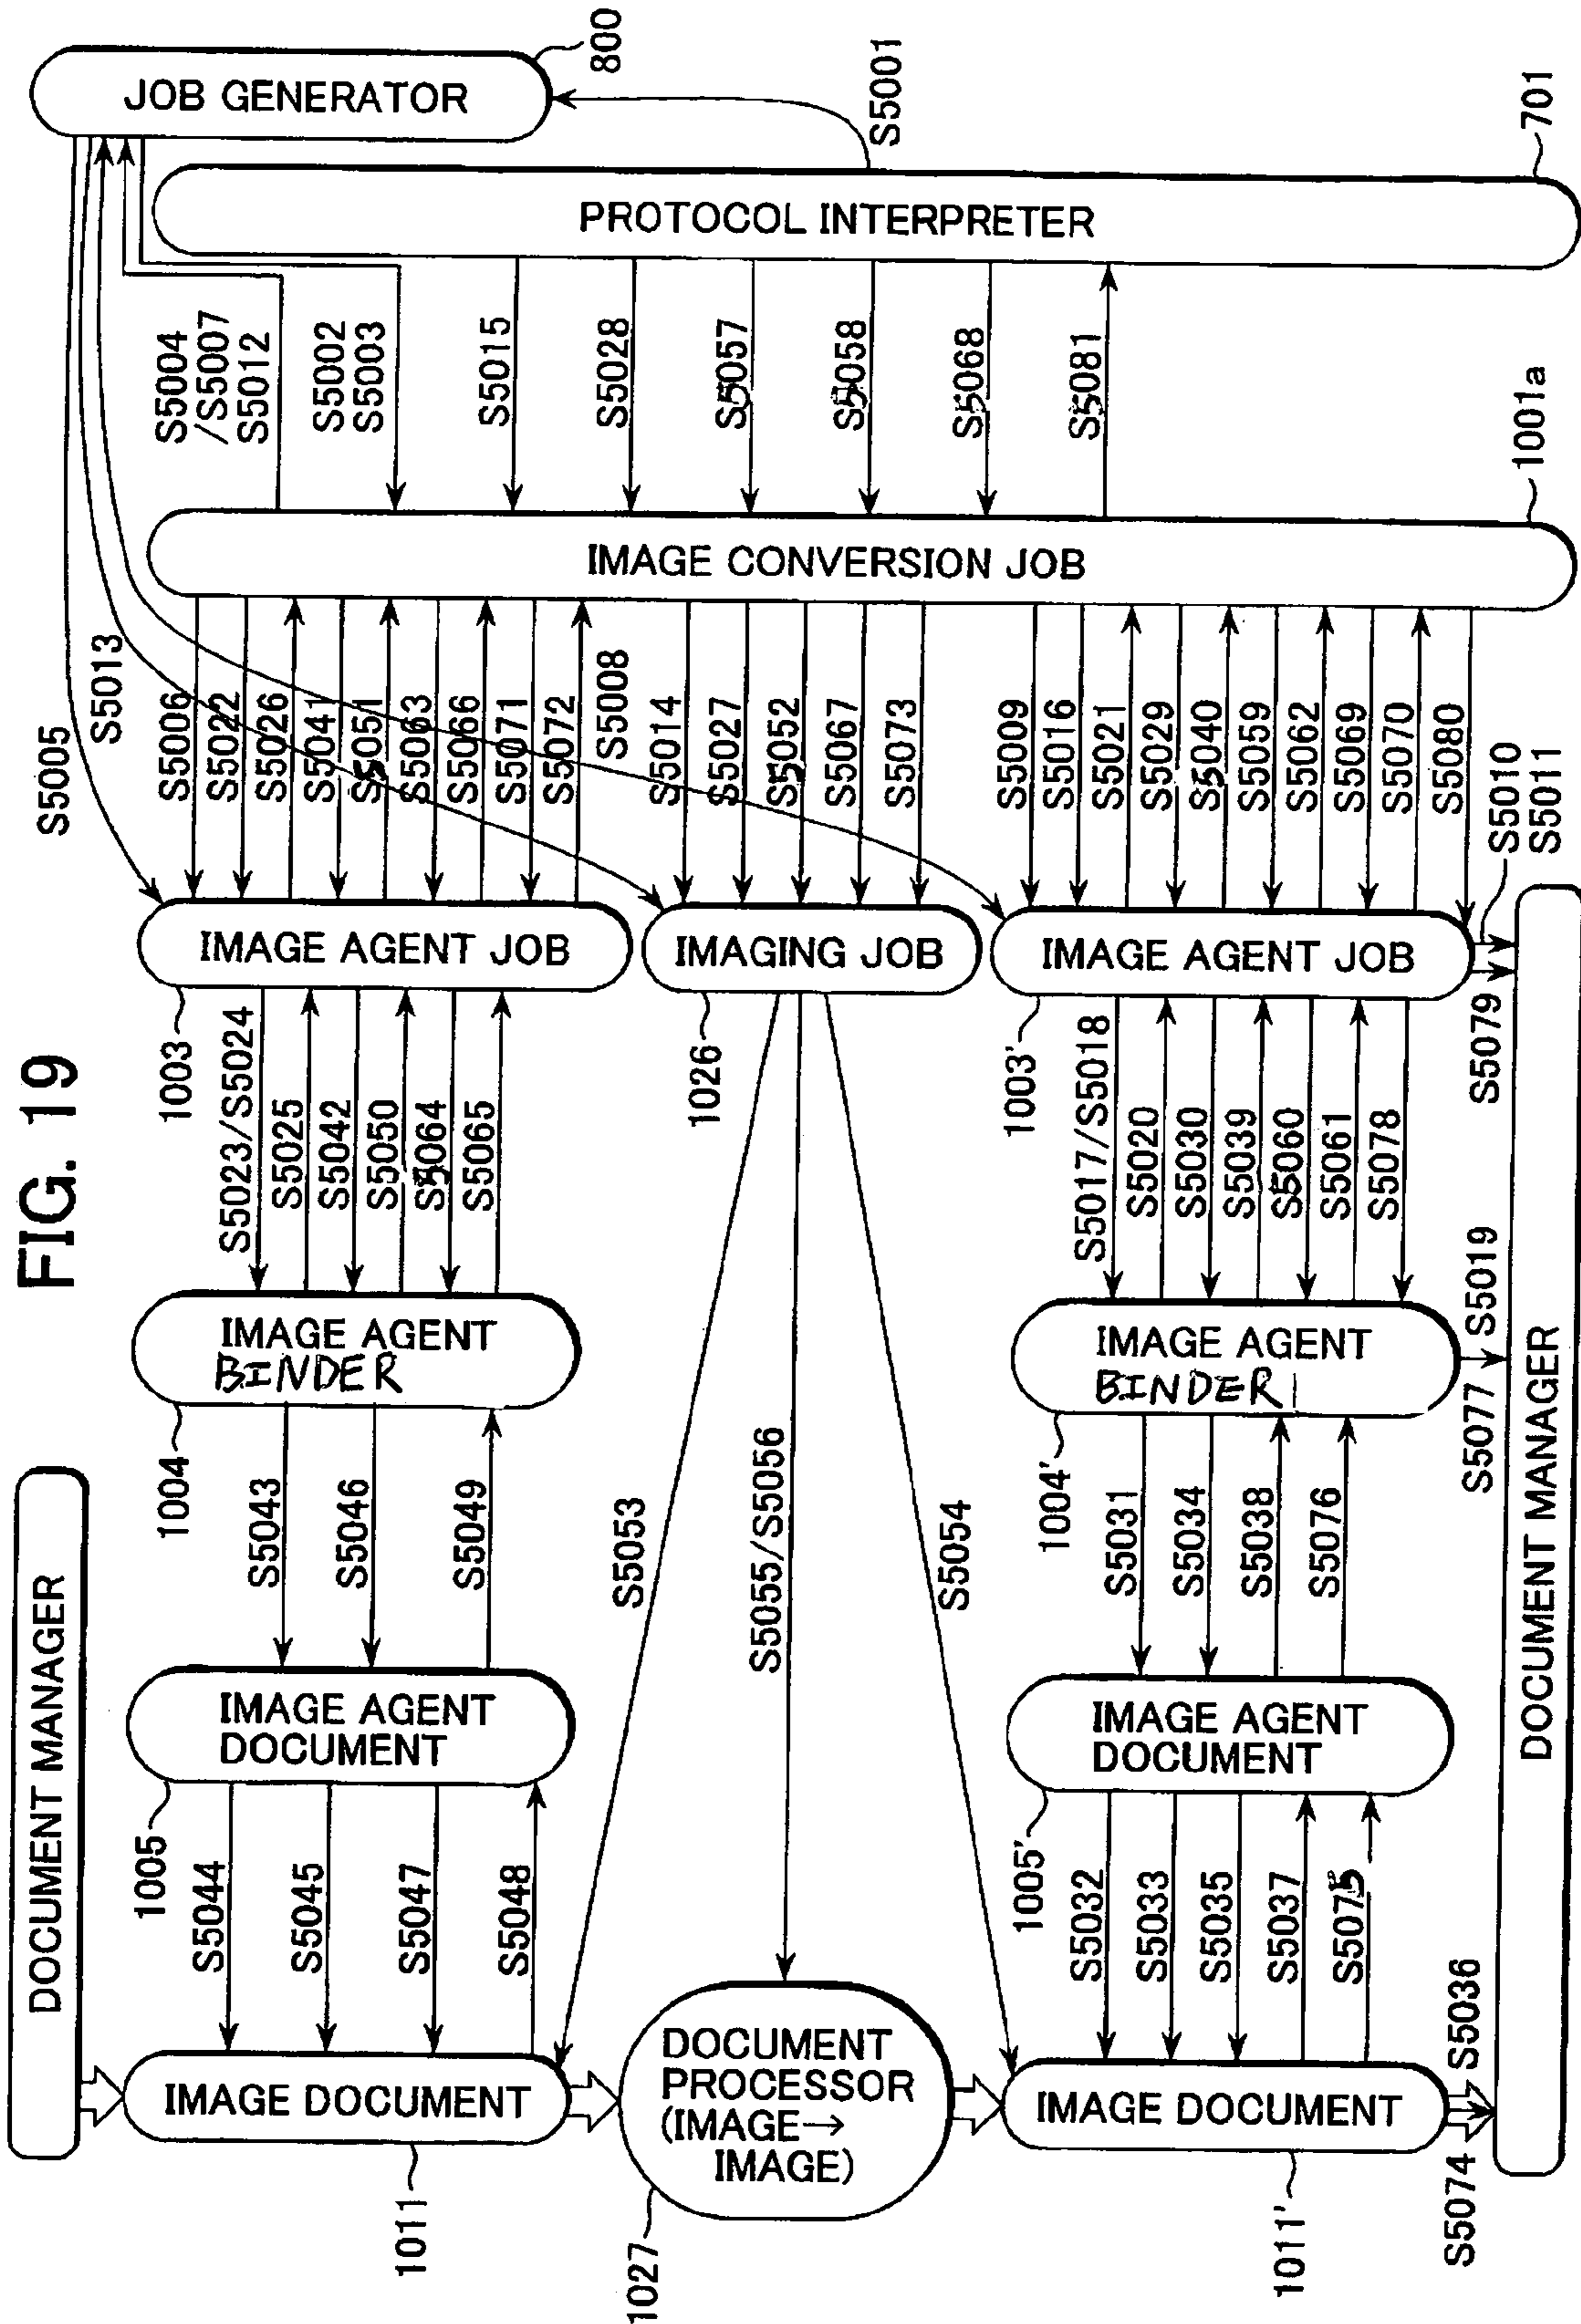 FIG. 19
JOB GENERATOR
800
S5001
PROTOCOL INTERPRETER
701
S5004
/S5007
S5012
S5002
S5003
S5015
S5028
S5057
S5058
S5068
S5081
IMAGE CONVERSION JOB
1001a
S5005
S5013
S5006
S5022
S5026
S5041
S5051
S5063
S5066
S5071
S5072
S5008
S5014
S5027
S5052
S5067
S5073
S5009
S5016
S5021
S5029
S5040
S5059
S5062
S5069
S5070
S5080
S5010
S5011
IMAGE AGENT JOB
1003
IMAGING JOB
1026
IMAGE AGENT JOB
1003'
S5079
S5023/S5024
S5025
S5042
S5050
S5064
S5065
S5017/S5018
S5020
S5030
S5039
S5060
S5061
S5078
IMAGE AGENT
BINDER
1004
IMAGE AGENT
BINDER
1004'
S5019
S5077
S5043
S5046
S5049
S5053
S5055/S5056
S5054
S5031
S5034
S5038
S5076
IMAGE AGENT
DOCUMENT
1005
IMAGE AGENT
DOCUMENT
1005'
S5044
S5045
S5047
S5048
S5032
S5033
S5035
S5037
S5075
S5036
S5074
DOCUMENT MANAGER
IMAGE DOCUMENT
1011
DOCUMENT
PROCESSOR
(IMAGE→
IMAGE)
1027
IMAGE DOCUMENT
1011'
DOCUMENT MANAGER